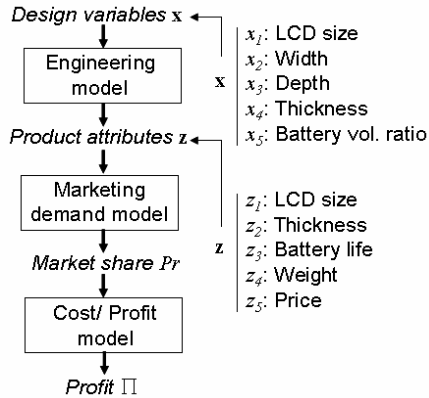 Design variables x
Engineering
model
Product attributes z
Marketing
demand model
Market share Pr
Cost/ Profit
model
Profit Π
x
x1: LCD size
x2: Width
x3: Depth
x4: Thickness
x5: Battery vol. ratio
z
z1: LCD size
z2: Thickness
z3: Battery life
z4: Weight
z5: Price